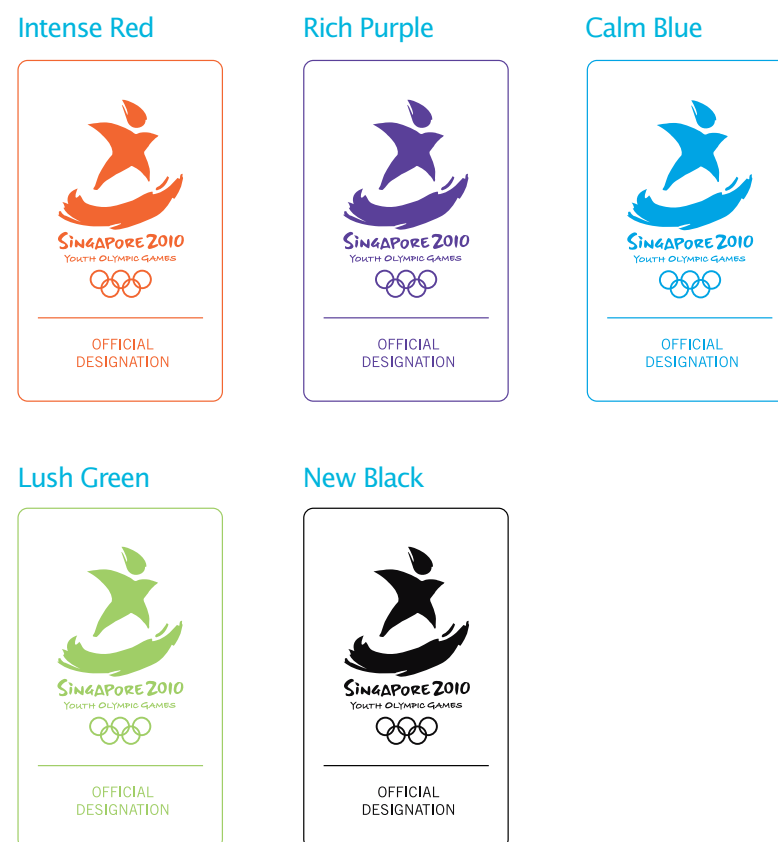 Intense Red
SiNGAPORE 2010
YOUTH OLYMPIC GAMES
OFFICIAL
DESIGNATION
Rich Purple
SiNGAPORE 2010
YOUTH OLYMPIC GAMES
OFFICIAL
DESIGNATION
Calm Blue
SiNGAPORE 2010
YOUTH OLYMPIC GAMES
OFFICIAL
DESIGNATION
Lush Green
SiNGAPORE 2010
YOUTH OLYMPIC GAMES
OFFICIAL
DESIGNATION
New Black
SiNGAPORE 2010
YOUTH OLYMPIC GAMES
OFFICIAL
DESIGNATION